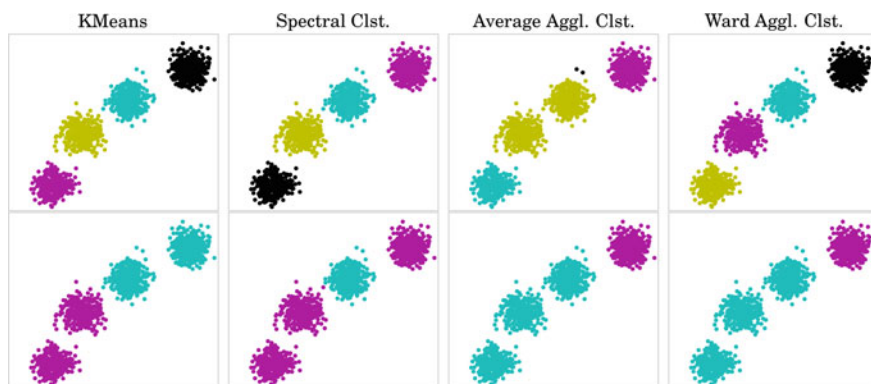 KMeans
Spectral Clst.
Average Aggl. Clst.
Ward Aggl. Clst.